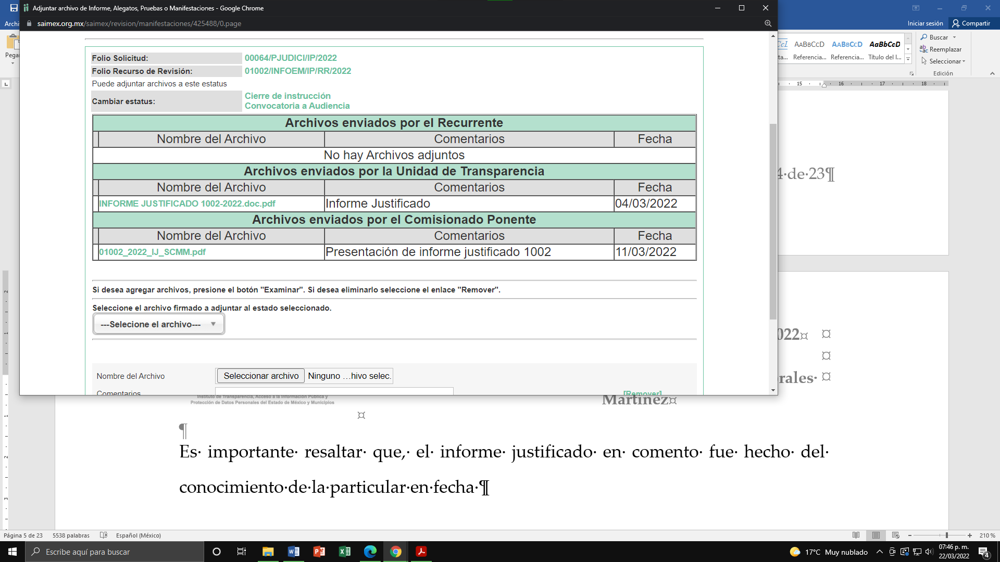 Adjuntar archivo de Informe, Alegatos, Pruebas o Manifestaciones - Google Chrome
saimex.org.mx/saimex/revision/manifestaciones/425488/0.page
Folio Solicitud: 00064/PJUDICI/IP/2022
Folio Recurso de Revisión: 01002/INFOEM/IP/RR/2022
Puede adjuntar archivos a este estatus
Cambiar estatus: Cierre de instrucción
Convocatoria a Audiencia
Archivos enviados por el Recurrente
Nombre del Archivo Comentarios Fecha
No hay Archivos adjuntos
Archivos enviados por la Unidad de Transparencia
Nombre del Archivo Comentarios Fecha
INFORME JUSTIFICADO 1002-2022.doc.pdf Informe Justificado 04/03/2022
Archivos enviados por el Comisionado Ponente
Nombre del Archivo Comentarios Fecha
01002_2022_IJ_SCMM.pdf Presentación de informe justificado 1002 11/03/2022
Si desea agregar archivos, presione el botón "Examinar". Si desea eliminarlo seleccione el enlace "Remover".
Seleccione el archivo firmado a adjuntar al estado seleccionado.
---Selecione el archivo---
Nombre del Archivo Seleccionar archivo Ninguno ...hivo selec.
Comentarios [Remover]
Archi
Pegar
Iniciar sesión Compartir
AABBCCD AABBCCD AaBbCcD
Referencia... Referencia... Título del I...
Buscar
Reemplazar
Seleccionar
Edición
15 16 17 18
4·de·23¶
022¤ ¤
¤
rales· ¤
Instituto de Transparencia, Acceso a la Información Pública y
Protección de Datos Personales del Estado de México y Municipios
Martínez¤
¤
¶
Es· importante· resaltar· que,· el· informe· justificado· en· comento· fue· hecho· del·
conocimiento·de·la·particular·en·fecha·¶
Página 5 de 23 5538 palabras Español (México) 210 %
Escribe aquí para buscar
17°C Muy nublado
07:46 p. m.
22/03/2022
4